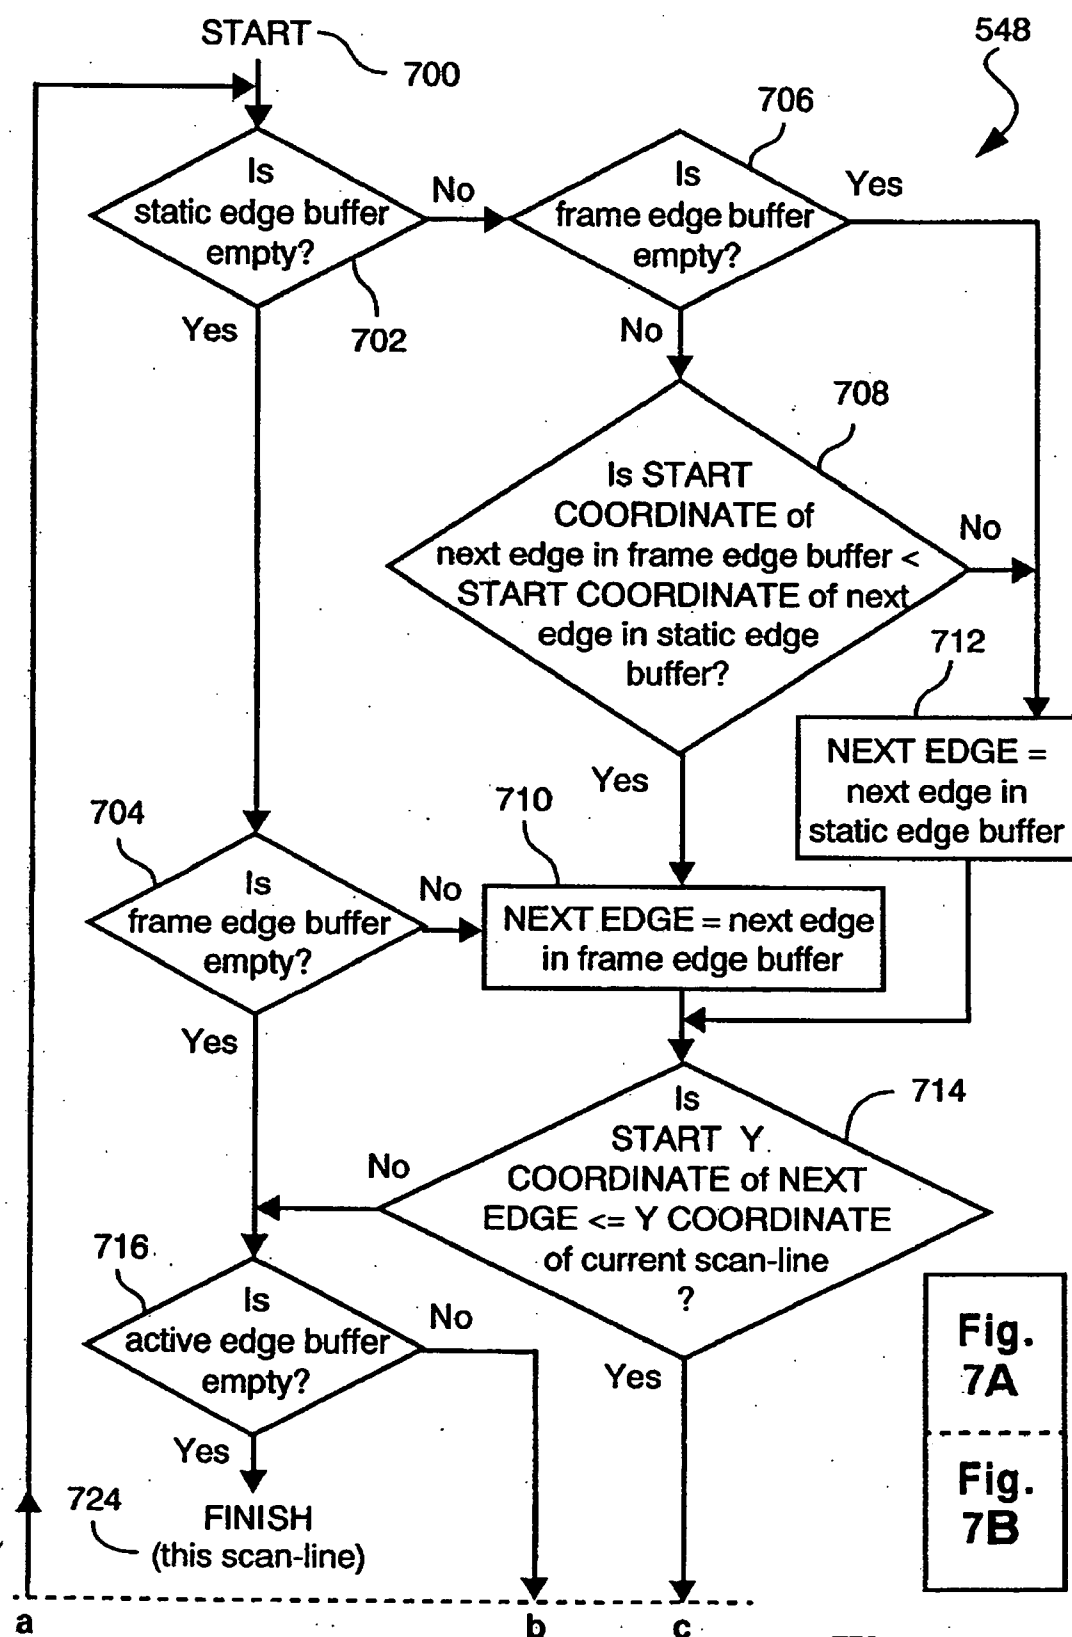 START
700
548
706
Is
static edge buffer
empty?
No
Is
frame edge buffer
empty?
Yes
Yes
702
No
708
Is START
COORDINATE of
next edge in frame edge buffer <
START COORDINATE of next
edge in static edge
buffer?
No
712
NEXT EDGE =
next edge in
static edge buffer
Yes
710
704
Is
frame edge buffer
empty?
No
NEXT EDGE = next edge
in frame edge buffer
Yes
714
Is
START Y
COORDINATE of NEXT
EDGE <= Y COORDINATE
of current scan-line
?
No
716
Is
active edge buffer
empty?
No
Yes
Yes
724
FINISH
(this scan-line)
Fig.
7A
Fig.
7B
a
b
c